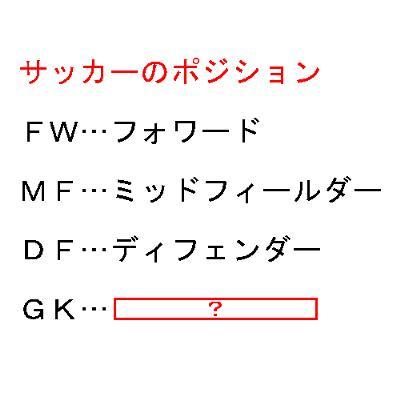 サッカーのポジション
ＦＷ…フォワード
ＭＦ…ミッドフィールダー
ＤＦ…ディフェンダー
ＧＫ…？